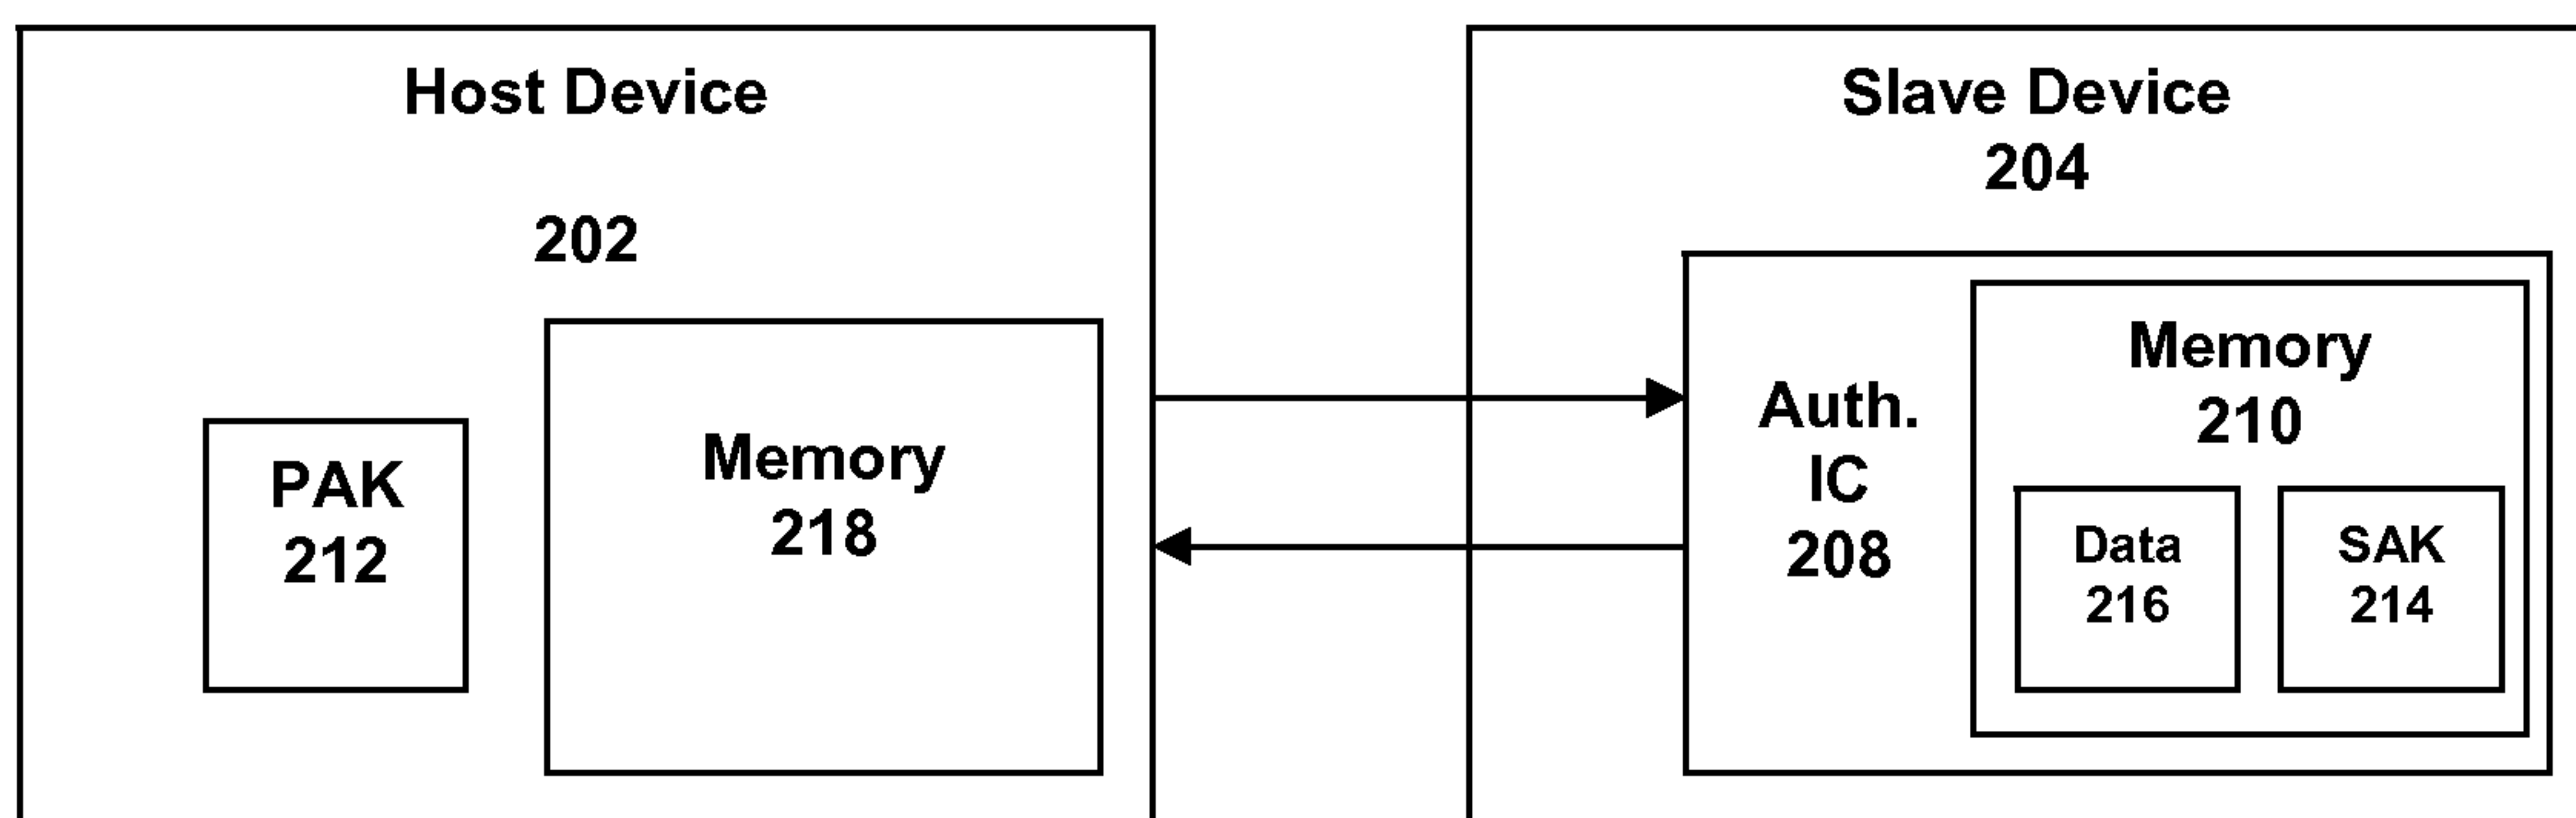 Host Device
202
PAK
212
Memory
218
Slave Device
204
Auth.
IC
208
Memory
210
Data
216
SAK
214